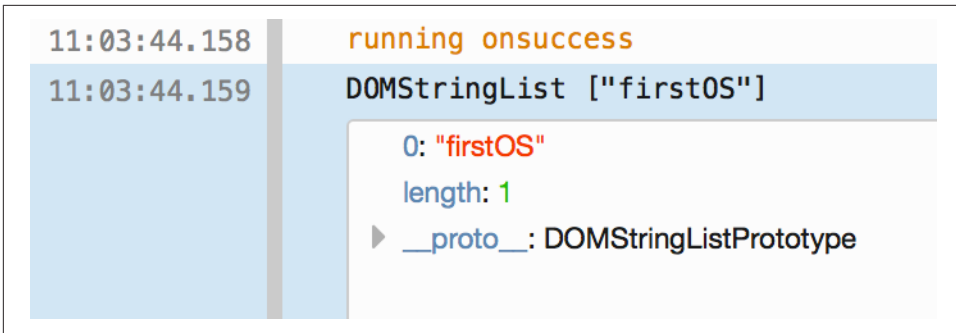 11:03:44.158 running onsuccess
11:03:44.159 DOMStringList ["firstOS"]
0: "firstOS"
length: 1
__proto__: DOMStringListPrototype